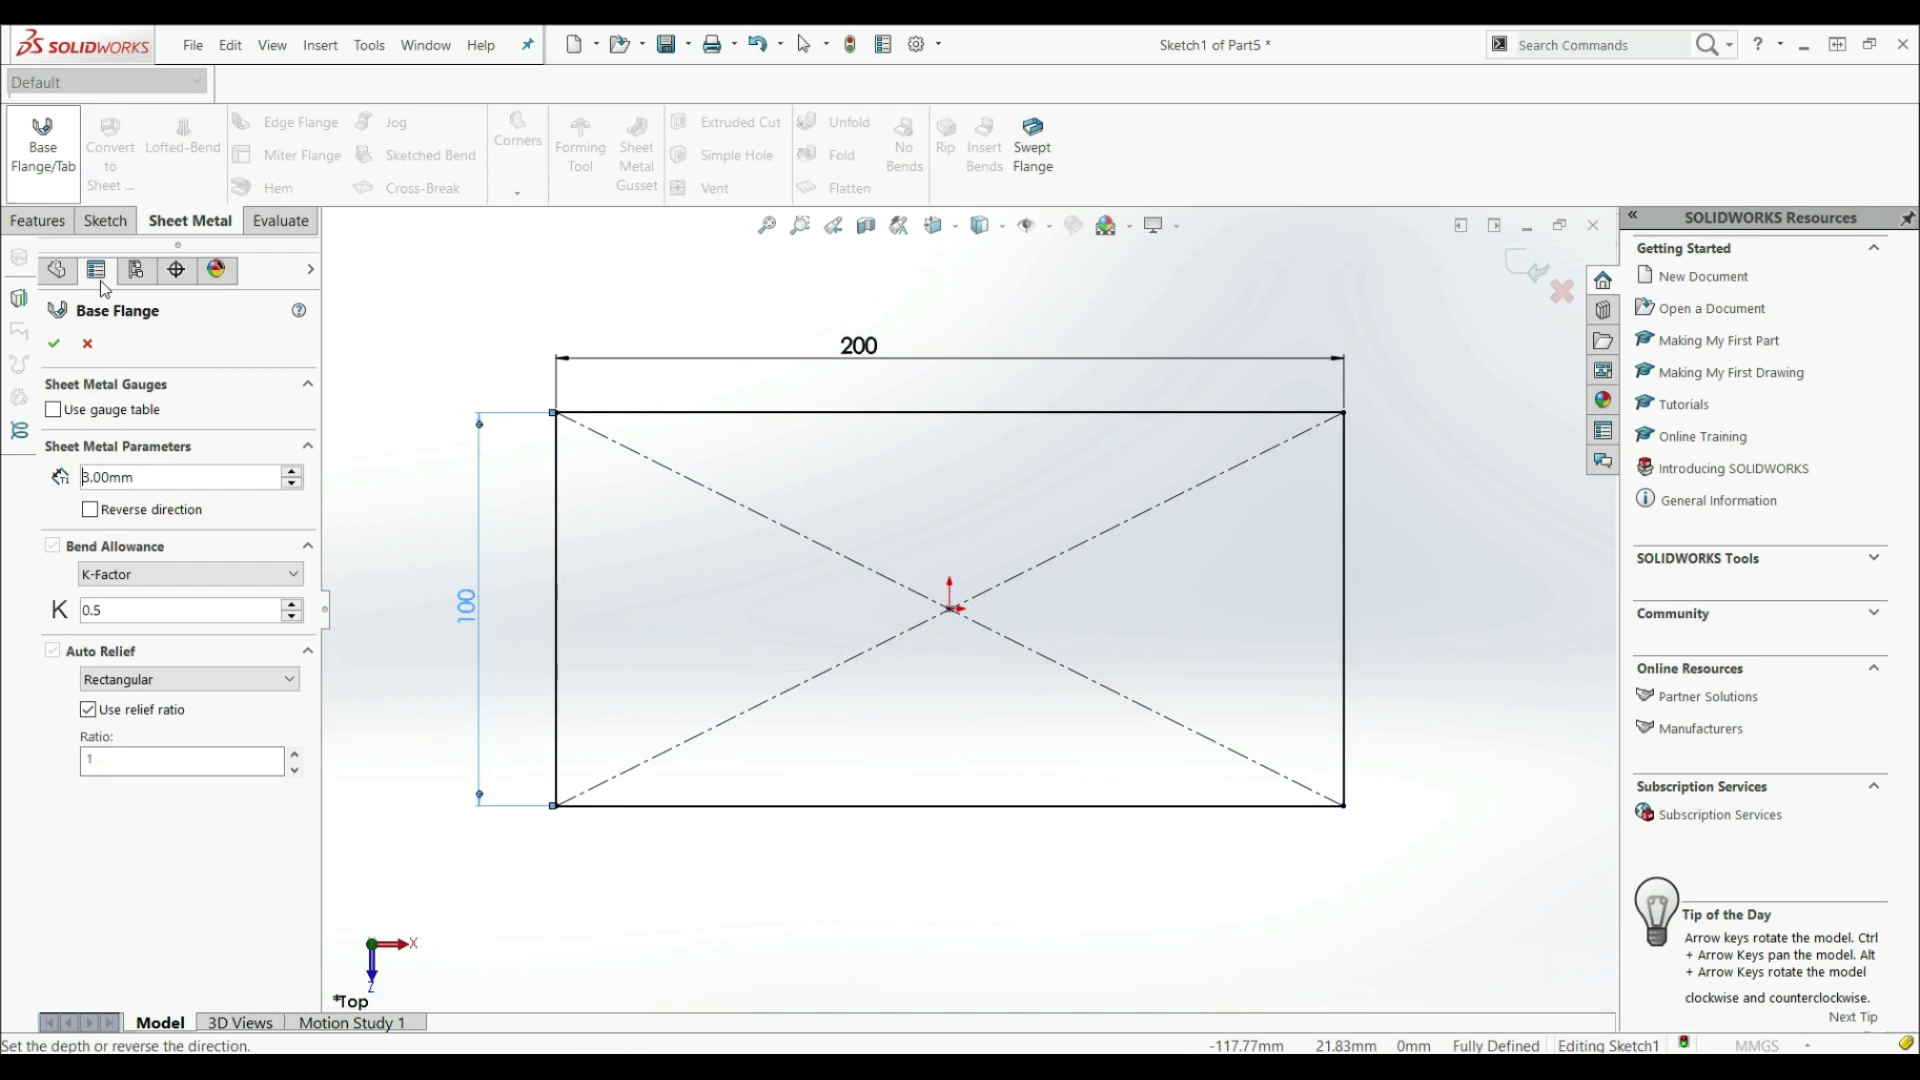 SOLIDWORKS File Edit View Insert Tools Window Help Sketch1 of Part5 * Search Commands ?
Default
Base Flange/Tab
Convert to Sheet ...
Lofted-Bend
Edge Flange
Miter Flange
Hem
Jog
Sketched Bend
Cross-Break
Corners
Forming Tool
Sheet Metal Gusset
Extruded Cut
Simple Hole
Vent
Unfold
Fold
Flatten
No Bends
Rip
Insert Bends
Swept Flange
Features Sketch Sheet Metal Evaluate
Base Flange
Sheet Metal Gauges
Use gauge table
Sheet Metal Parameters
T1 3.00mm
Reverse direction
Bend Allowance
K-Factor
K 0.5
Auto Relief
Rectangular
Use relief ratio
Ratio:
1
200
100
X
Z
*Top
SOLIDWORKS Resources
Getting Started
New Document
Open a Document
Making My First Part
Making My First Drawing
Tutorials
Online Training
Introducing SOLIDWORKS
General Information
SOLIDWORKS Tools
Community
Online Resources
Partner Solutions
Manufacturers
Subscription Services
Subscription Services
Tip of the Day
Arrow keys rotate the model. Ctrl
+ Arrow Keys pan the model. Alt
+ Arrow Keys rotate the model
clockwise and counterclockwise.
Next Tip
Model 3D Views Motion Study 1
Set the depth or reverse the direction. -117.77mm 21.83mm 0mm Fully Defined Editing Sketch1 MMGS